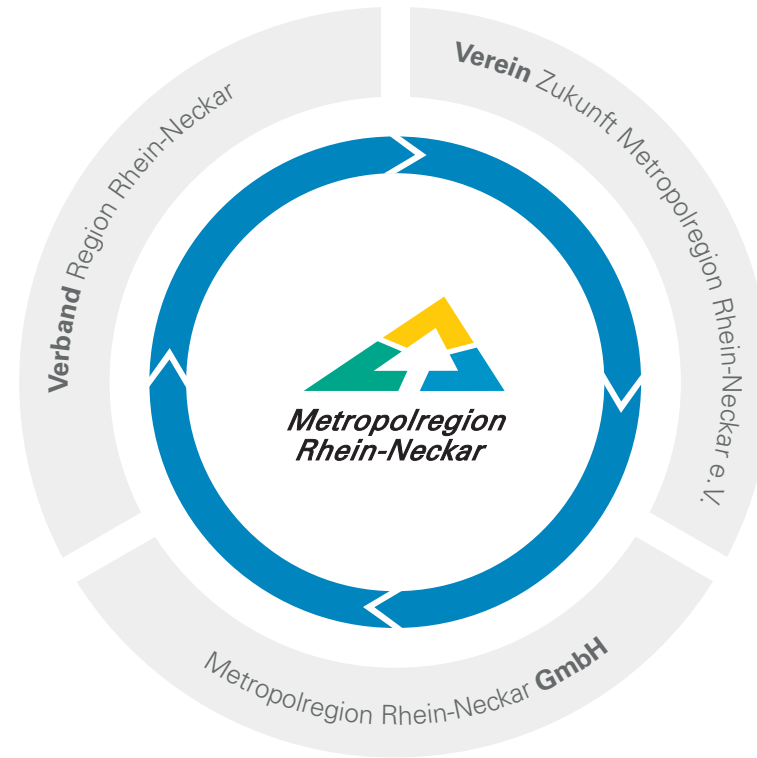 Verband Region Rhein-Neckar
Verein Zukunft Metropolregion Rhein-Neckar e.V.
Metropolregion
Rhein-Neckar
Metropolregion Rhein-Neckar GmbH